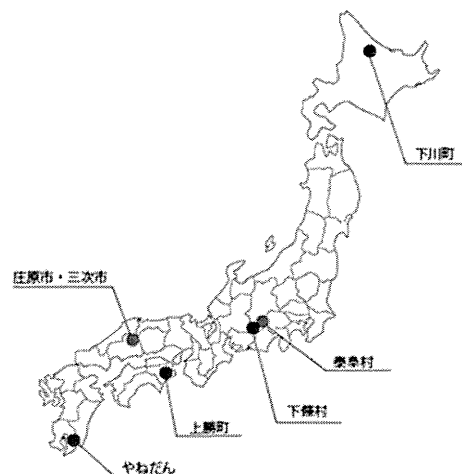 下川町
庄原市・三次市
泰阜村
下條村
上勝町
やねだん